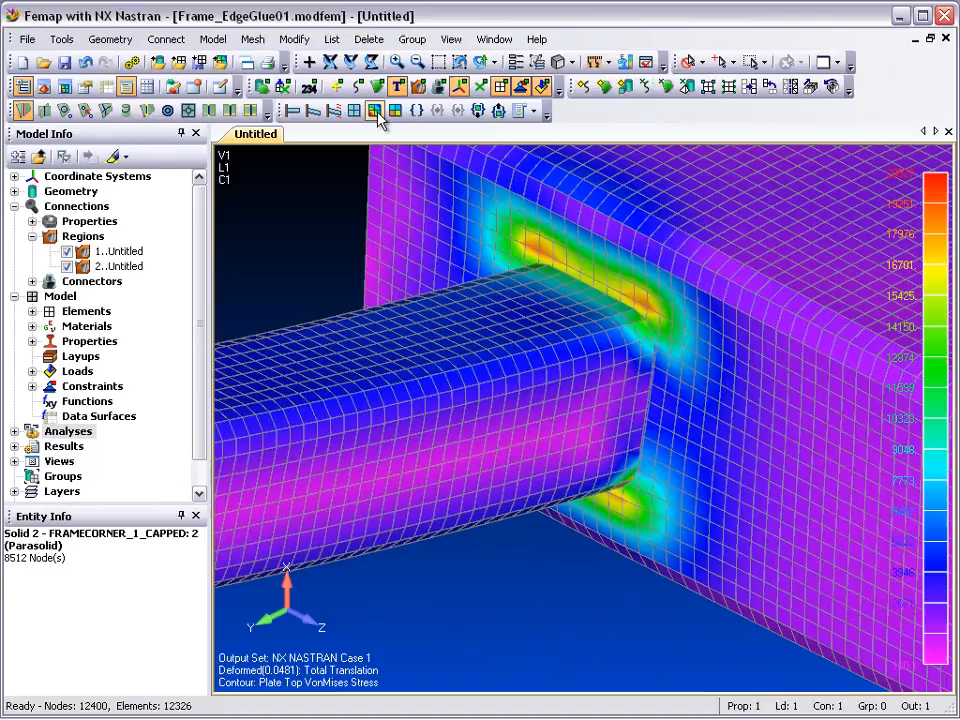 Femap with NX Nastran - [Frame_EdgeGlue01.modfem] - [Untitled]
File Tools Geometry Connect Model Mesh Modify List Delete Group View Window Help
Model Info
Untitled
Coordinate Systems
Geometry
Connections
Properties
Regions
1..Untitled
2..Untitled
Connectors
Model
Elements
Materials
Properties
Layups
Loads
Constraints
Functions
Data Surfaces
Analyses
Results
Views
Groups
Layers
Entity Info
Solid 2 - FRAMECORNER_1_CAPPED: 2
(Parasolid)
8512 Node(s)
V1
L1
C1
19251.
17976.
16701.
15425.
14150.
12874.
11599.
10323.
9048.
7773.
3946.
X
Y
Z
Output Set: NX NASTRAN Case 1
Deformed(0.0481): Total Translation
Contour: Plate Top VonMises Stress
Ready - Nodes: 12400, Elements: 12326
Prop: 1 Ld: 1 Con: 1 Grp: 0 Out: 1